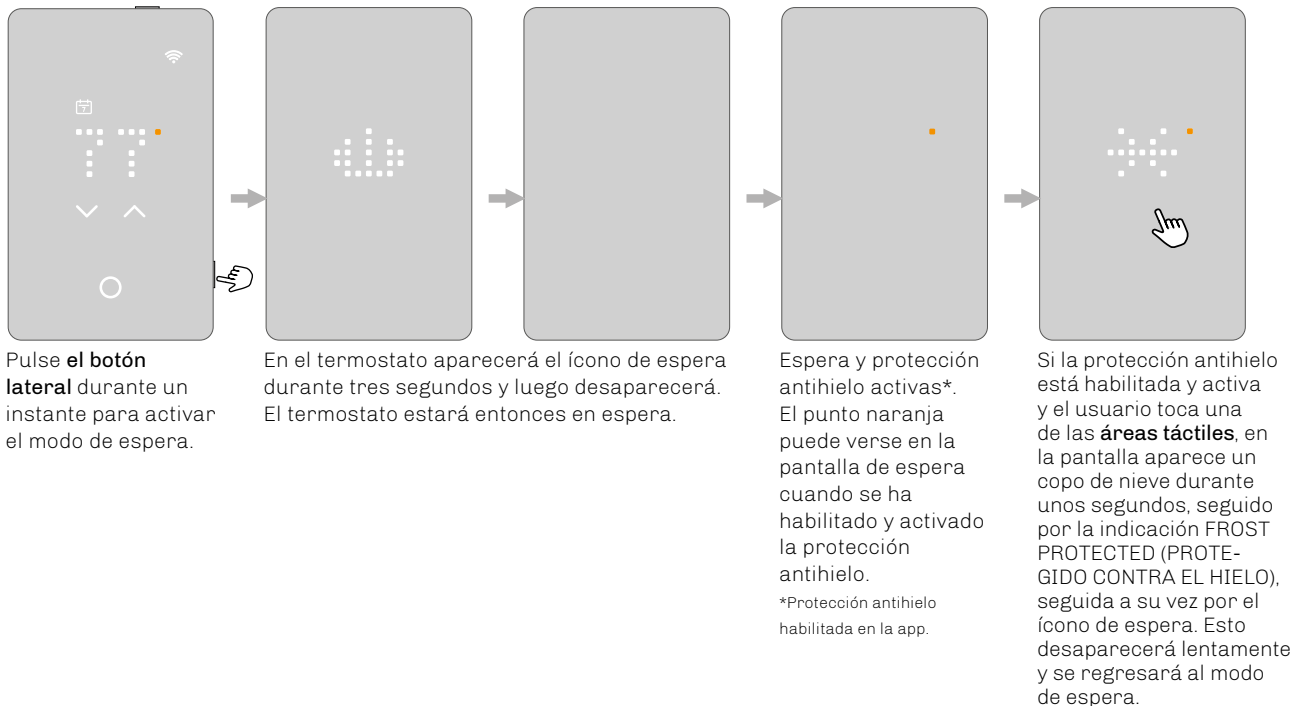 77
Pulse el botón
lateral durante un
instante para activar
el modo de espera.
En el termostato aparecerá el ícono de espera
durante tres segundos y luego desaparecerá.
El termostato estará entonces en espera.
Espera y protección
antihielo activas*.
El punto naranja
puede verse en la
pantalla de espera
cuando se ha
habilitado y activado
la protección
antihielo.
*Protección antihielo
habilitada en la app.
Si la protección antihielo
está habilitada y activa
y el usuario toca una
de las áreas táctiles, en
la pantalla aparece un
copo de nieve durante
unos segundos, seguido
por la indicación FROST
PROTECTED (PROTE-
GIDO CONTRA EL HIELO),
seguida a su vez por el
ícono de espera. Esto
desaparecerá lentamente
y se regresará al modo
de espera.